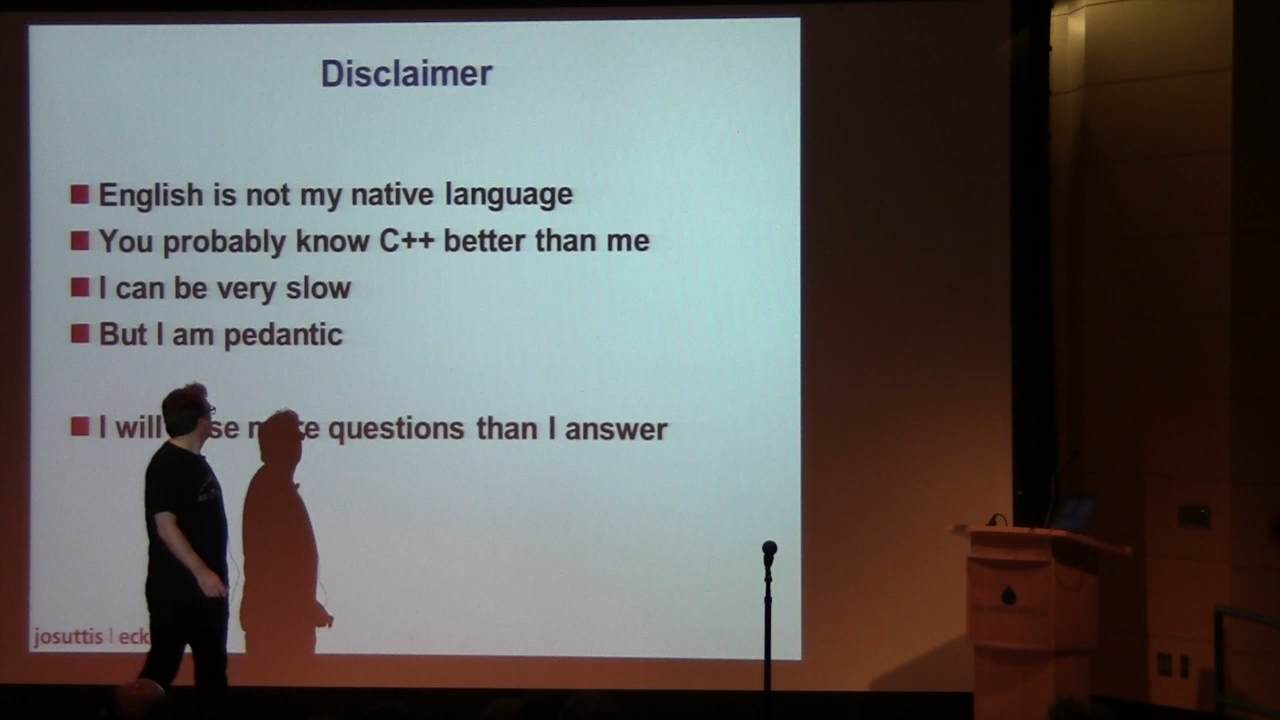 Disclaimer
English is not my native language
You probably know C++ better than me
I can be very slow
But I am pedantic
I will questions than I answer
josuttis | eck